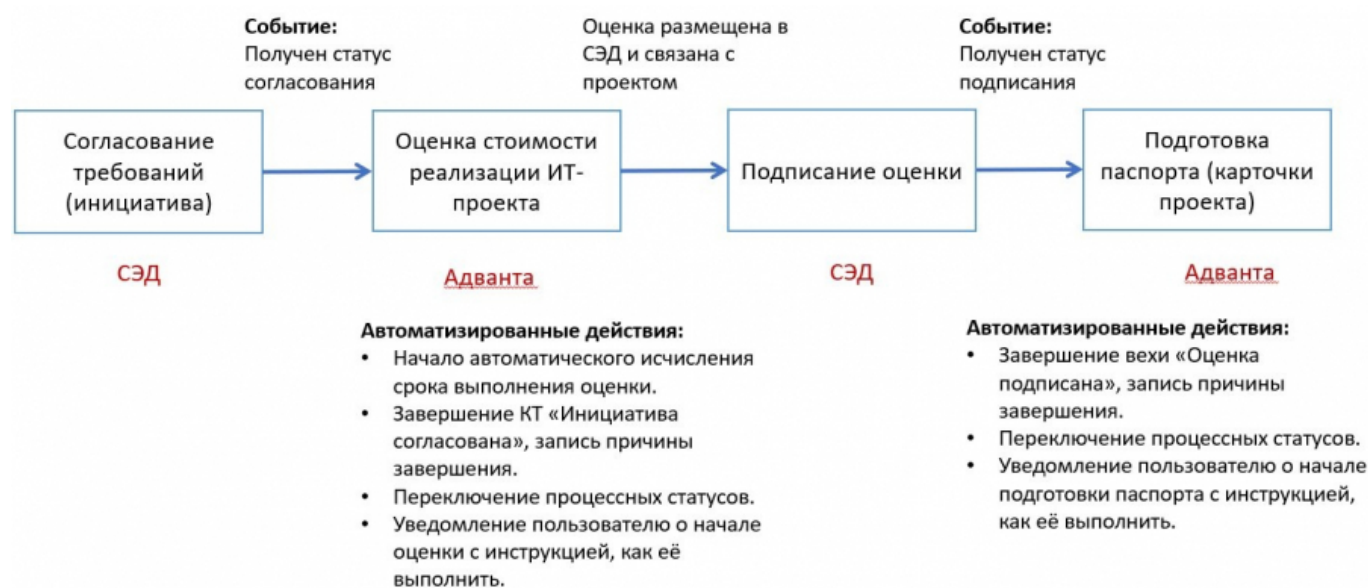 Событие:
Получен статус
согласования
Оценка размещена в
СЭД и связана с
проектом
Событие:
Получен статус
подписания
Согласование
требований
(инициатива)
Оценка стоимости
реализации ИТ-
проекта
Подписание оценки
Подготовка
паспорта (карточки
проекта)
СЭД
Адванта
СЭД
Адванта
Автоматизированные действия:
• Начало автоматического исчисления
срока выполнения оценки.
• Завершение КТ «Инициатива
согласована», запись причины
завершения.
• Переключение процессных статусов.
• Уведомление пользователю о начале
оценки с инструкцией, как её
выполнить.
Автоматизированные действия:
• Завершение вехи «Оценка
подписана», запись причины
завершения.
• Переключение процессных статусов.
• Уведомление пользователю о начале
подготовки паспорта с инструкцией,
как её выполнить.